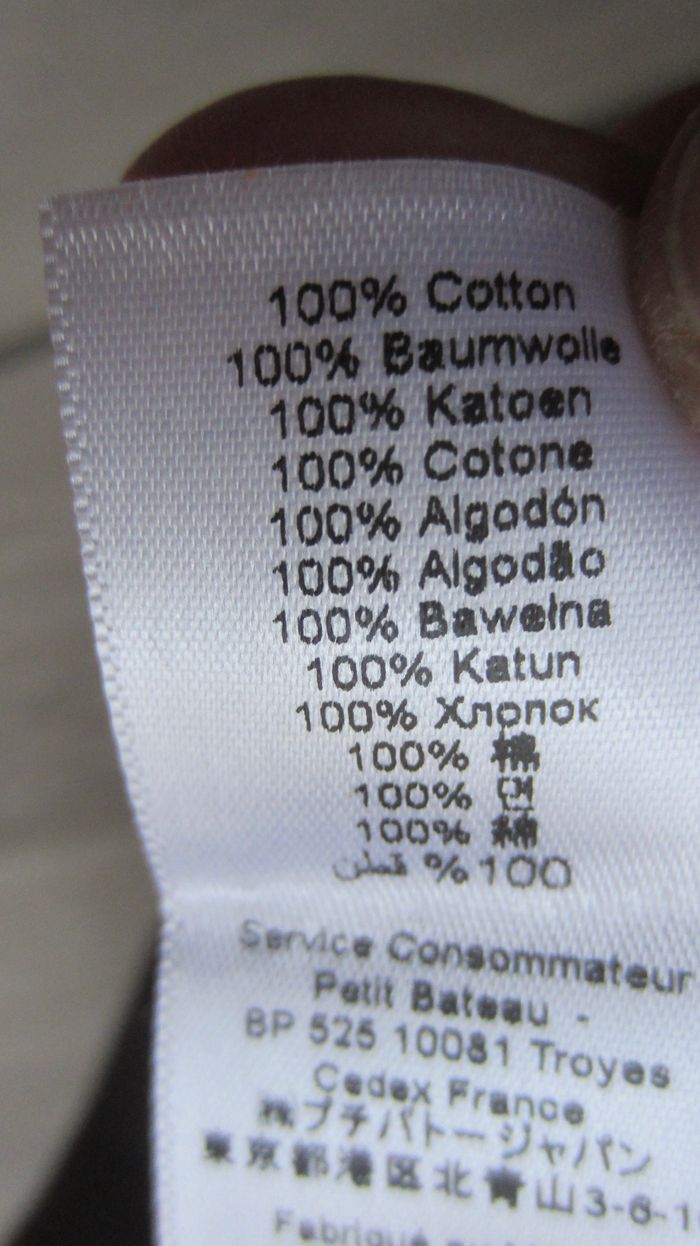 100% Cotton
100% Baumwolle
100% Katoen
100% Cotone
100% Algodón
100% Algodão
100% Bawełna
100% Katun
100% Хлопок
100% 棉
100% 면
100% 綿
100 % قطن
Service Consommateur
Petit Bateau -
BP 525 10081 Troyes
Cedex France
㈱プチバトージャパン
東京都港区北青山3-6-1
Fabriqué